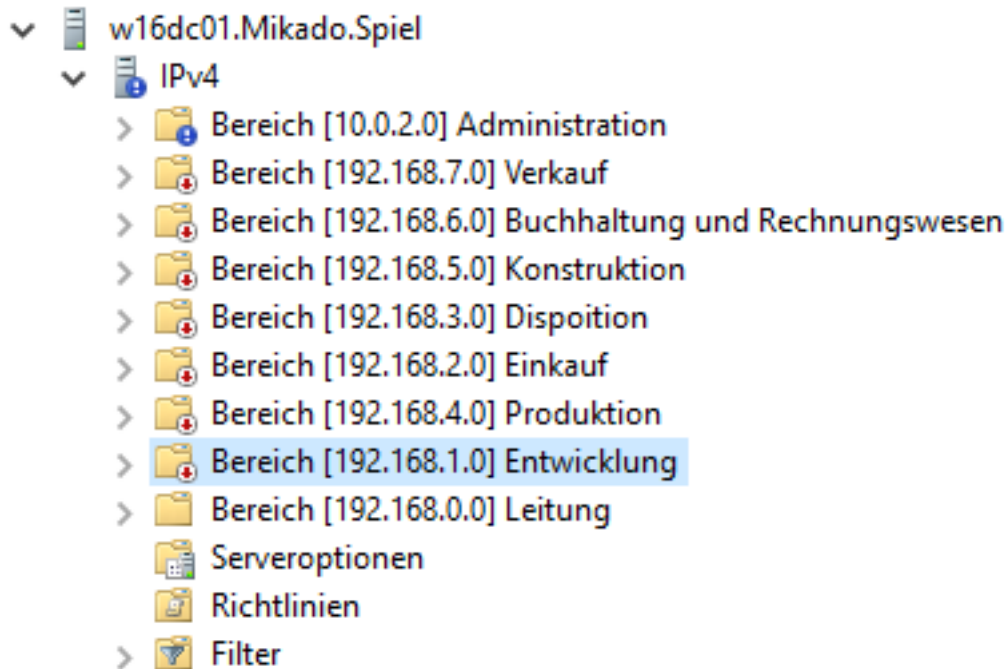 w16dc01.Mikado.Spiel
IPv4
Bereich [10.0.2.0] Administration
Bereich [192.168.7.0] Verkauf
Bereich [192.168.6.0] Buchhaltung und Rechnungswesen
Bereich [192.168.5.0] Konstruktion
Bereich [192.168.3.0] Dispoition
Bereich [192.168.2.0] Einkauf
Bereich [192.168.4.0] Produktion
Bereich [192.168.1.0] Entwicklung
Bereich [192.168.0.0] Leitung
Serveroptionen
Richtlinien
Filter